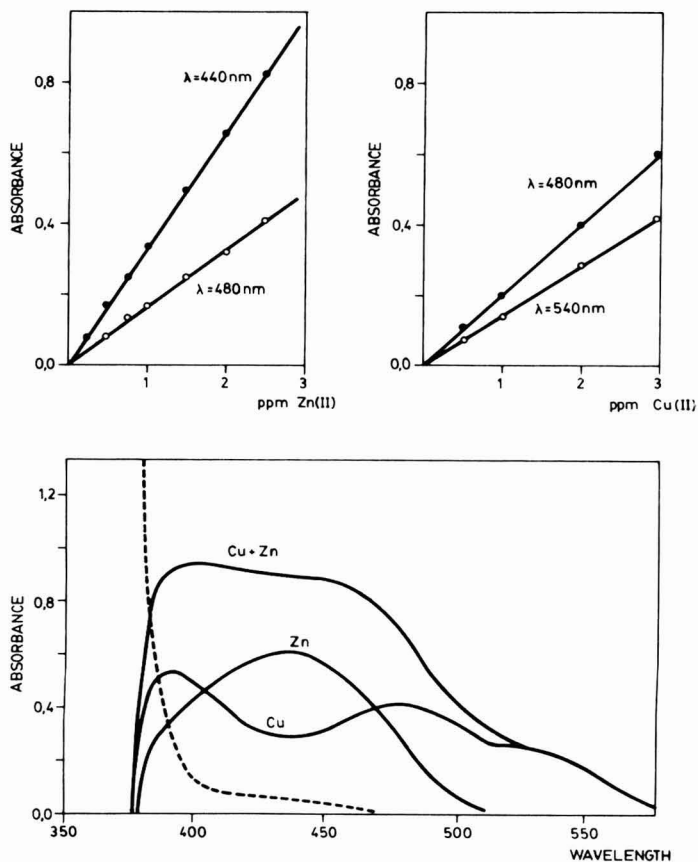 ABSORBANCE
0,8
0,4
0,0
λ=440nm
λ=480nm
1
2
3
ppm Zn(II)
ABSORBANCE
0,8
0,4
0,0
λ=480nm
λ=540nm
1
2
3
ppm Cu(II)
ABSORBANCE
1,2
0,8
0,4
0,0
Cu + Zn
Zn
Cu
350
400
450
500
550
WAVELENGTH